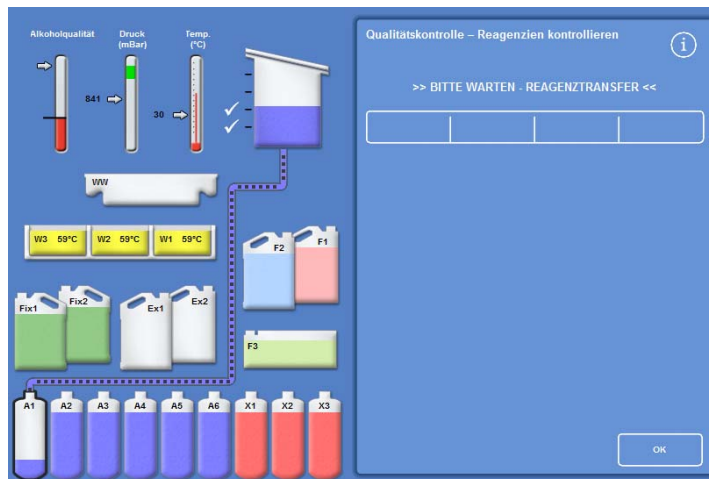 Alkoholqualität
Druck
(mBar)
Temp.
(°C)
841
30
WW
W3 59°C
W2 59°C
W1 59°C
F2
F1
Fix1
Fix2
Ex1
Ex2
F3
A1
A2
A3
A4
A5
A6
X1
X2
X3
Qualitätskontrolle – Reagenzien kontrollieren
i
>> BITTE WARTEN - REAGENZTRANSFER <<
OK